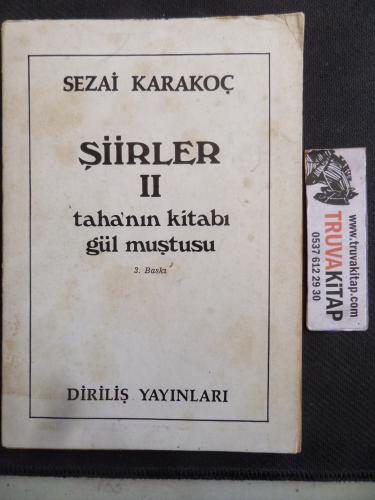 SEZAİ KARAKOÇ
ŞİİRLER
II
taha'nın kitabı
gül muştusu
3. Baskı
DİRİLİŞ YAYINLARI
TRUVAKİTAP
www.truvakitap.com
0537 612 29 30